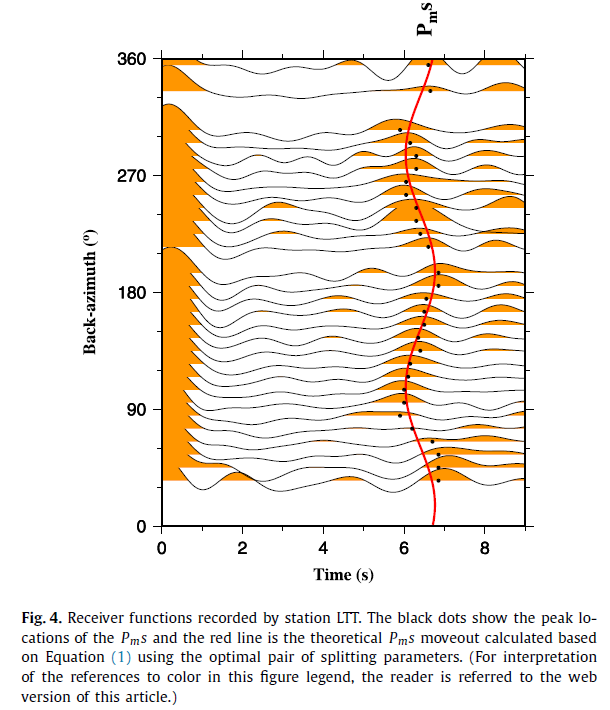 Pms
360
270
180
90
0
Back-azimuth (º)
0 2 4 6 8
Time (s)
Fig. 4. Receiver functions recorded by station LTT. The black dots show the peak lo-
cations of the Pms and the red line is the theoretical Pms moveout calculated based
on Equation (1) using the optimal pair of splitting parameters. (For interpretation
of the references to color in this figure legend, the reader is referred to the web
version of this article.)